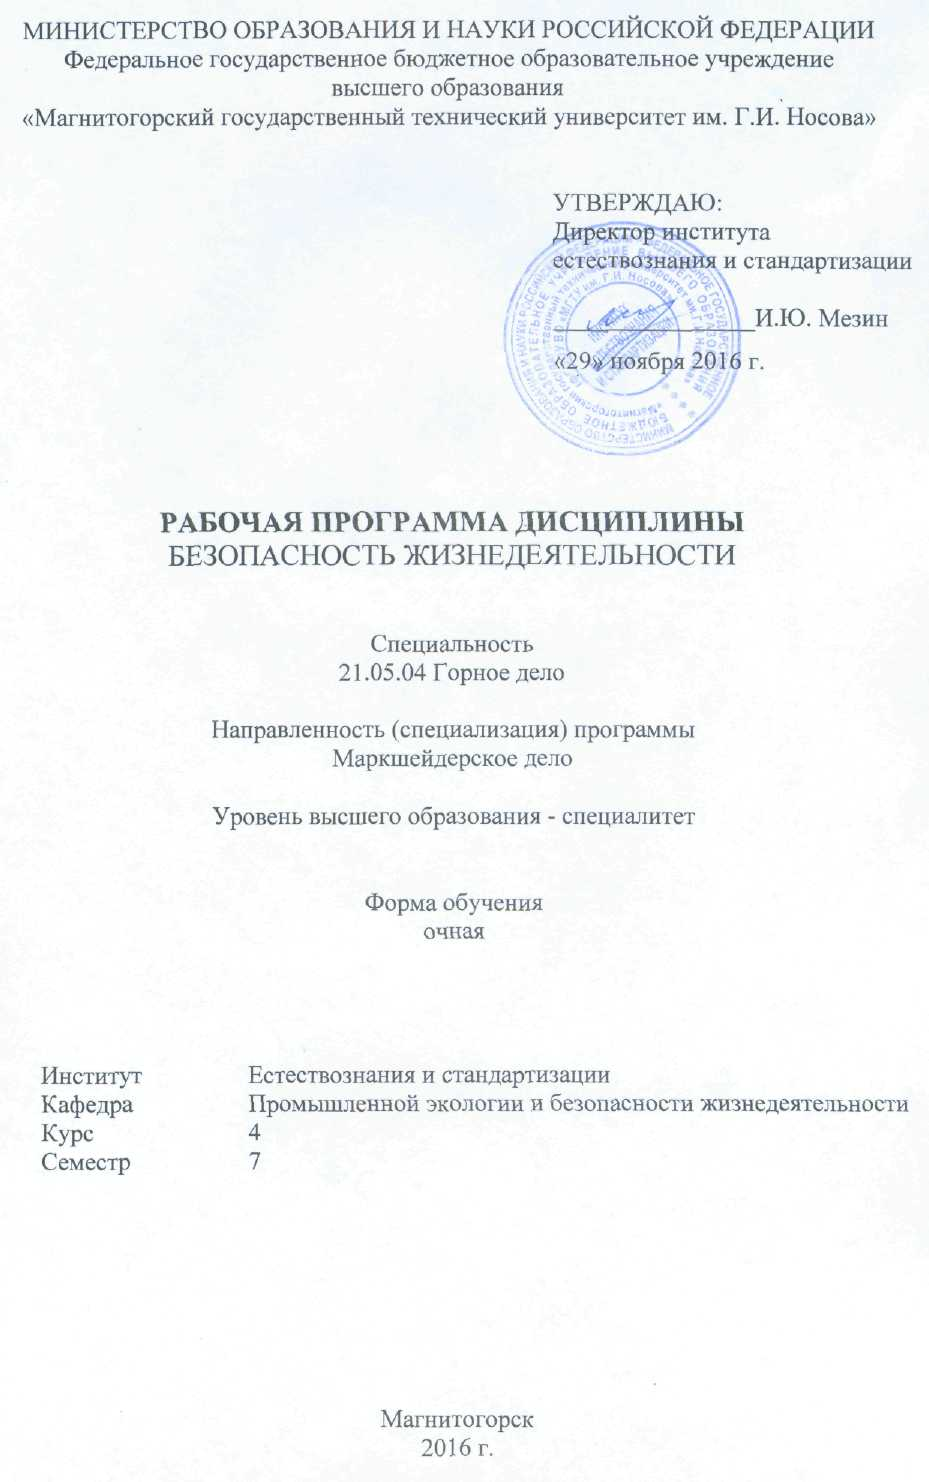 МИНИСТЕРСТВО ОБРАЗОВАНИЯ И НАУКИ РОССИЙСКОЙ ФЕДЕРАЦИИ
Федеральное государственное бюджетное образовательное учреждение
высшего образования
«Магнитогорский государственный технический университет им. Г.И. Носова»
УТВЕРЖДАЮ:
Директор института
естествознания и стандартизации
И.Ю. Мезин
«29» ноября 2016 г.
РАБОЧАЯ ПРОГРАММА ДИСЦИПЛИНЫ
БЕЗОПАСНОСТЬ ЖИЗНЕДЕЯТЕЛЬНОСТИ
Специальность
21.05.04 Горное дело
Направленность (специализация) программы
Маркшейдерское дело
Уровень высшего образования - специалитет
Форма обучения
очная
Институт Естествознания и стандартизации
Кафедра Промышленной экологии и безопасности жизнедеятельности
Курс 4
Семестр 7
Магнитогорск
2016 г.